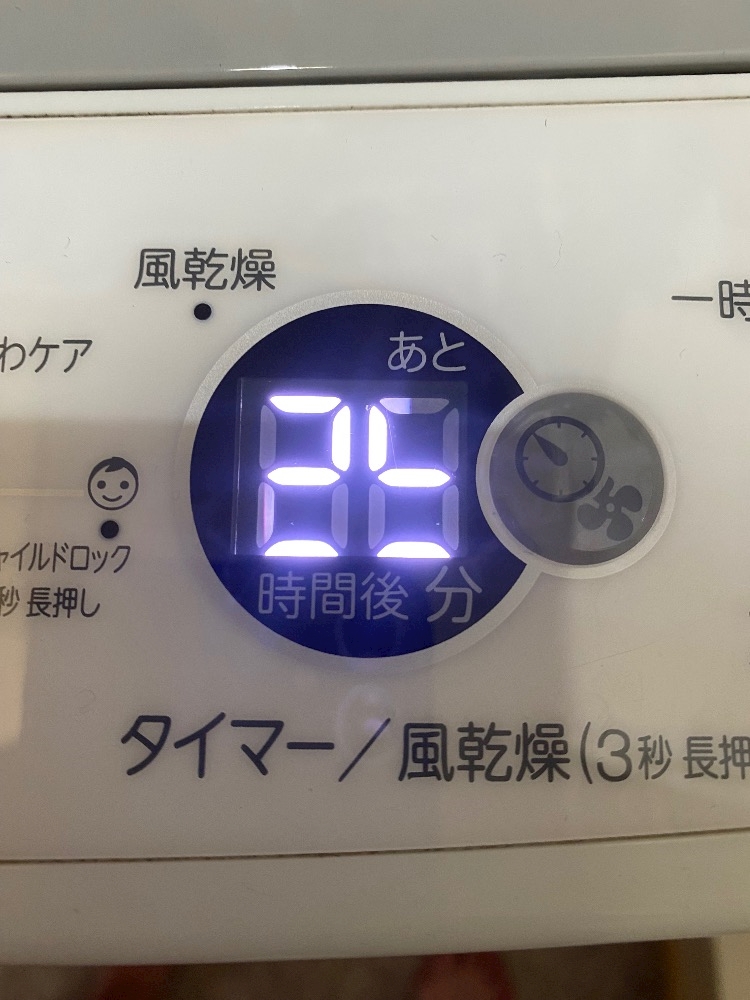 風乾燥
一時
わケア
あと
ャイルドロック
秒 長押し
時間後 分
タイマー／風乾燥(3秒 長押